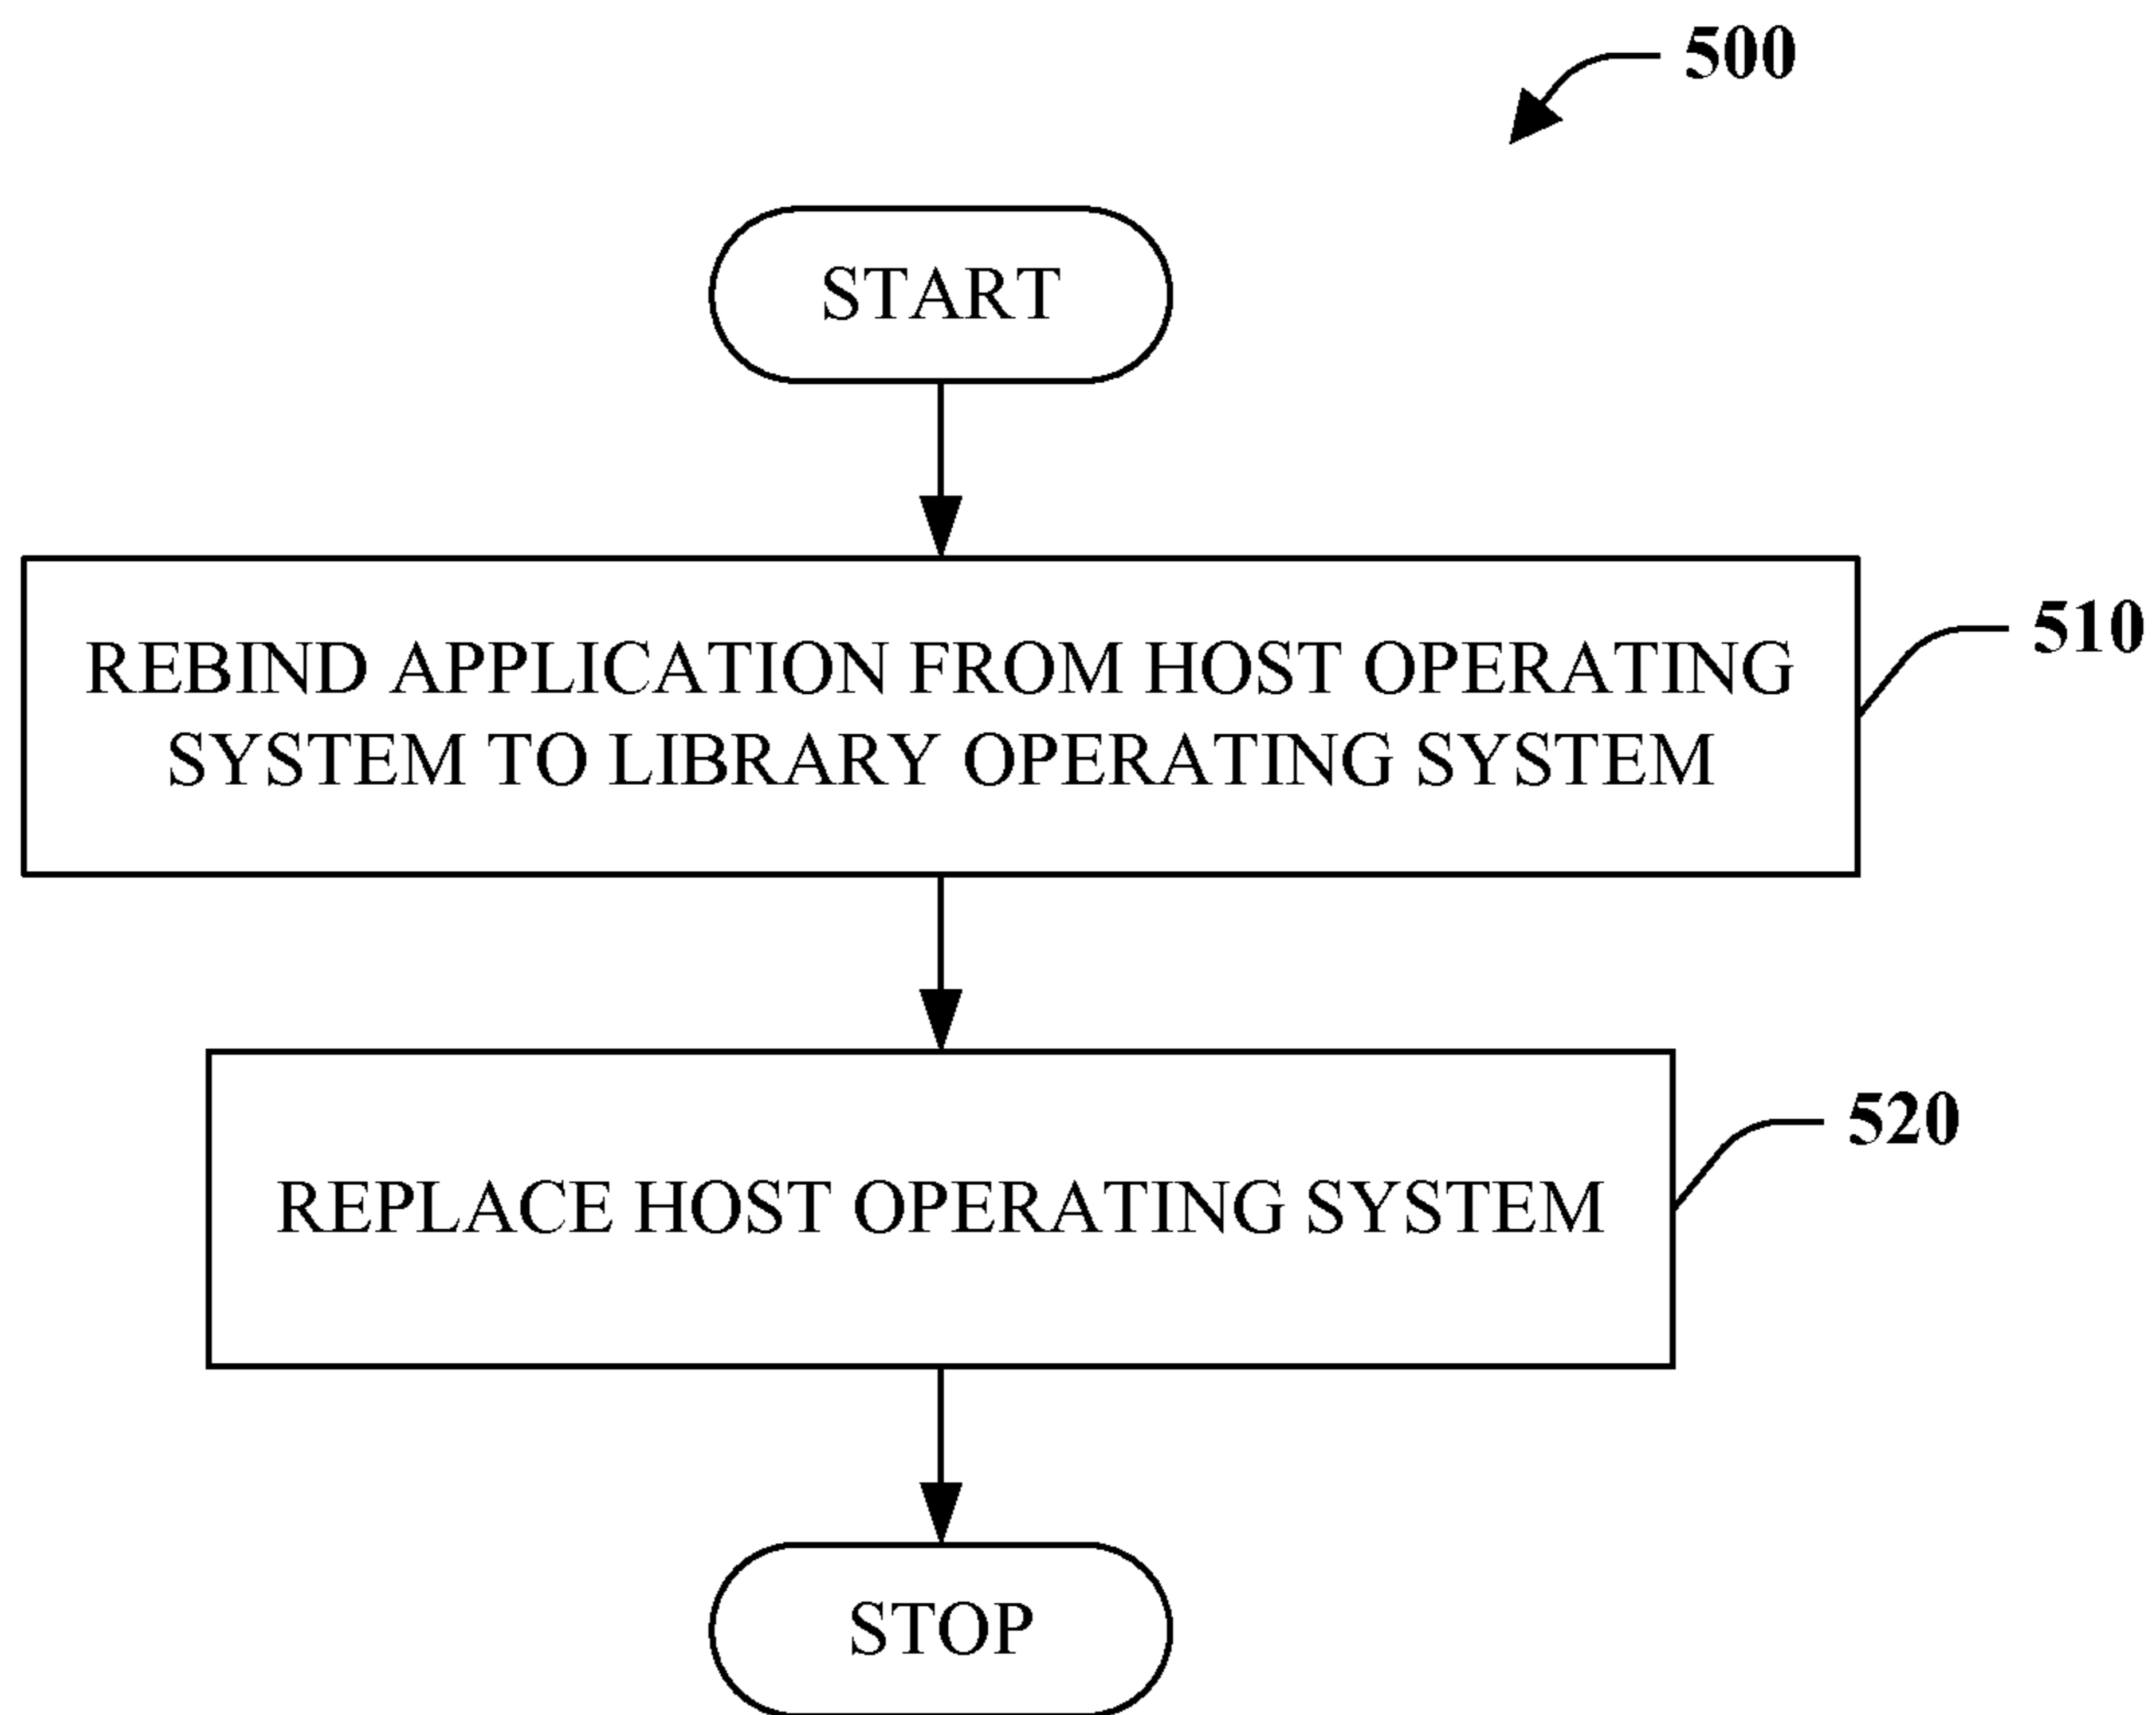 500
START
REBIND APPLICATION FROM HOST OPERATING
SYSTEM TO LIBRARY OPERATING SYSTEM
510
REPLACE HOST OPERATING SYSTEM
520
STOP